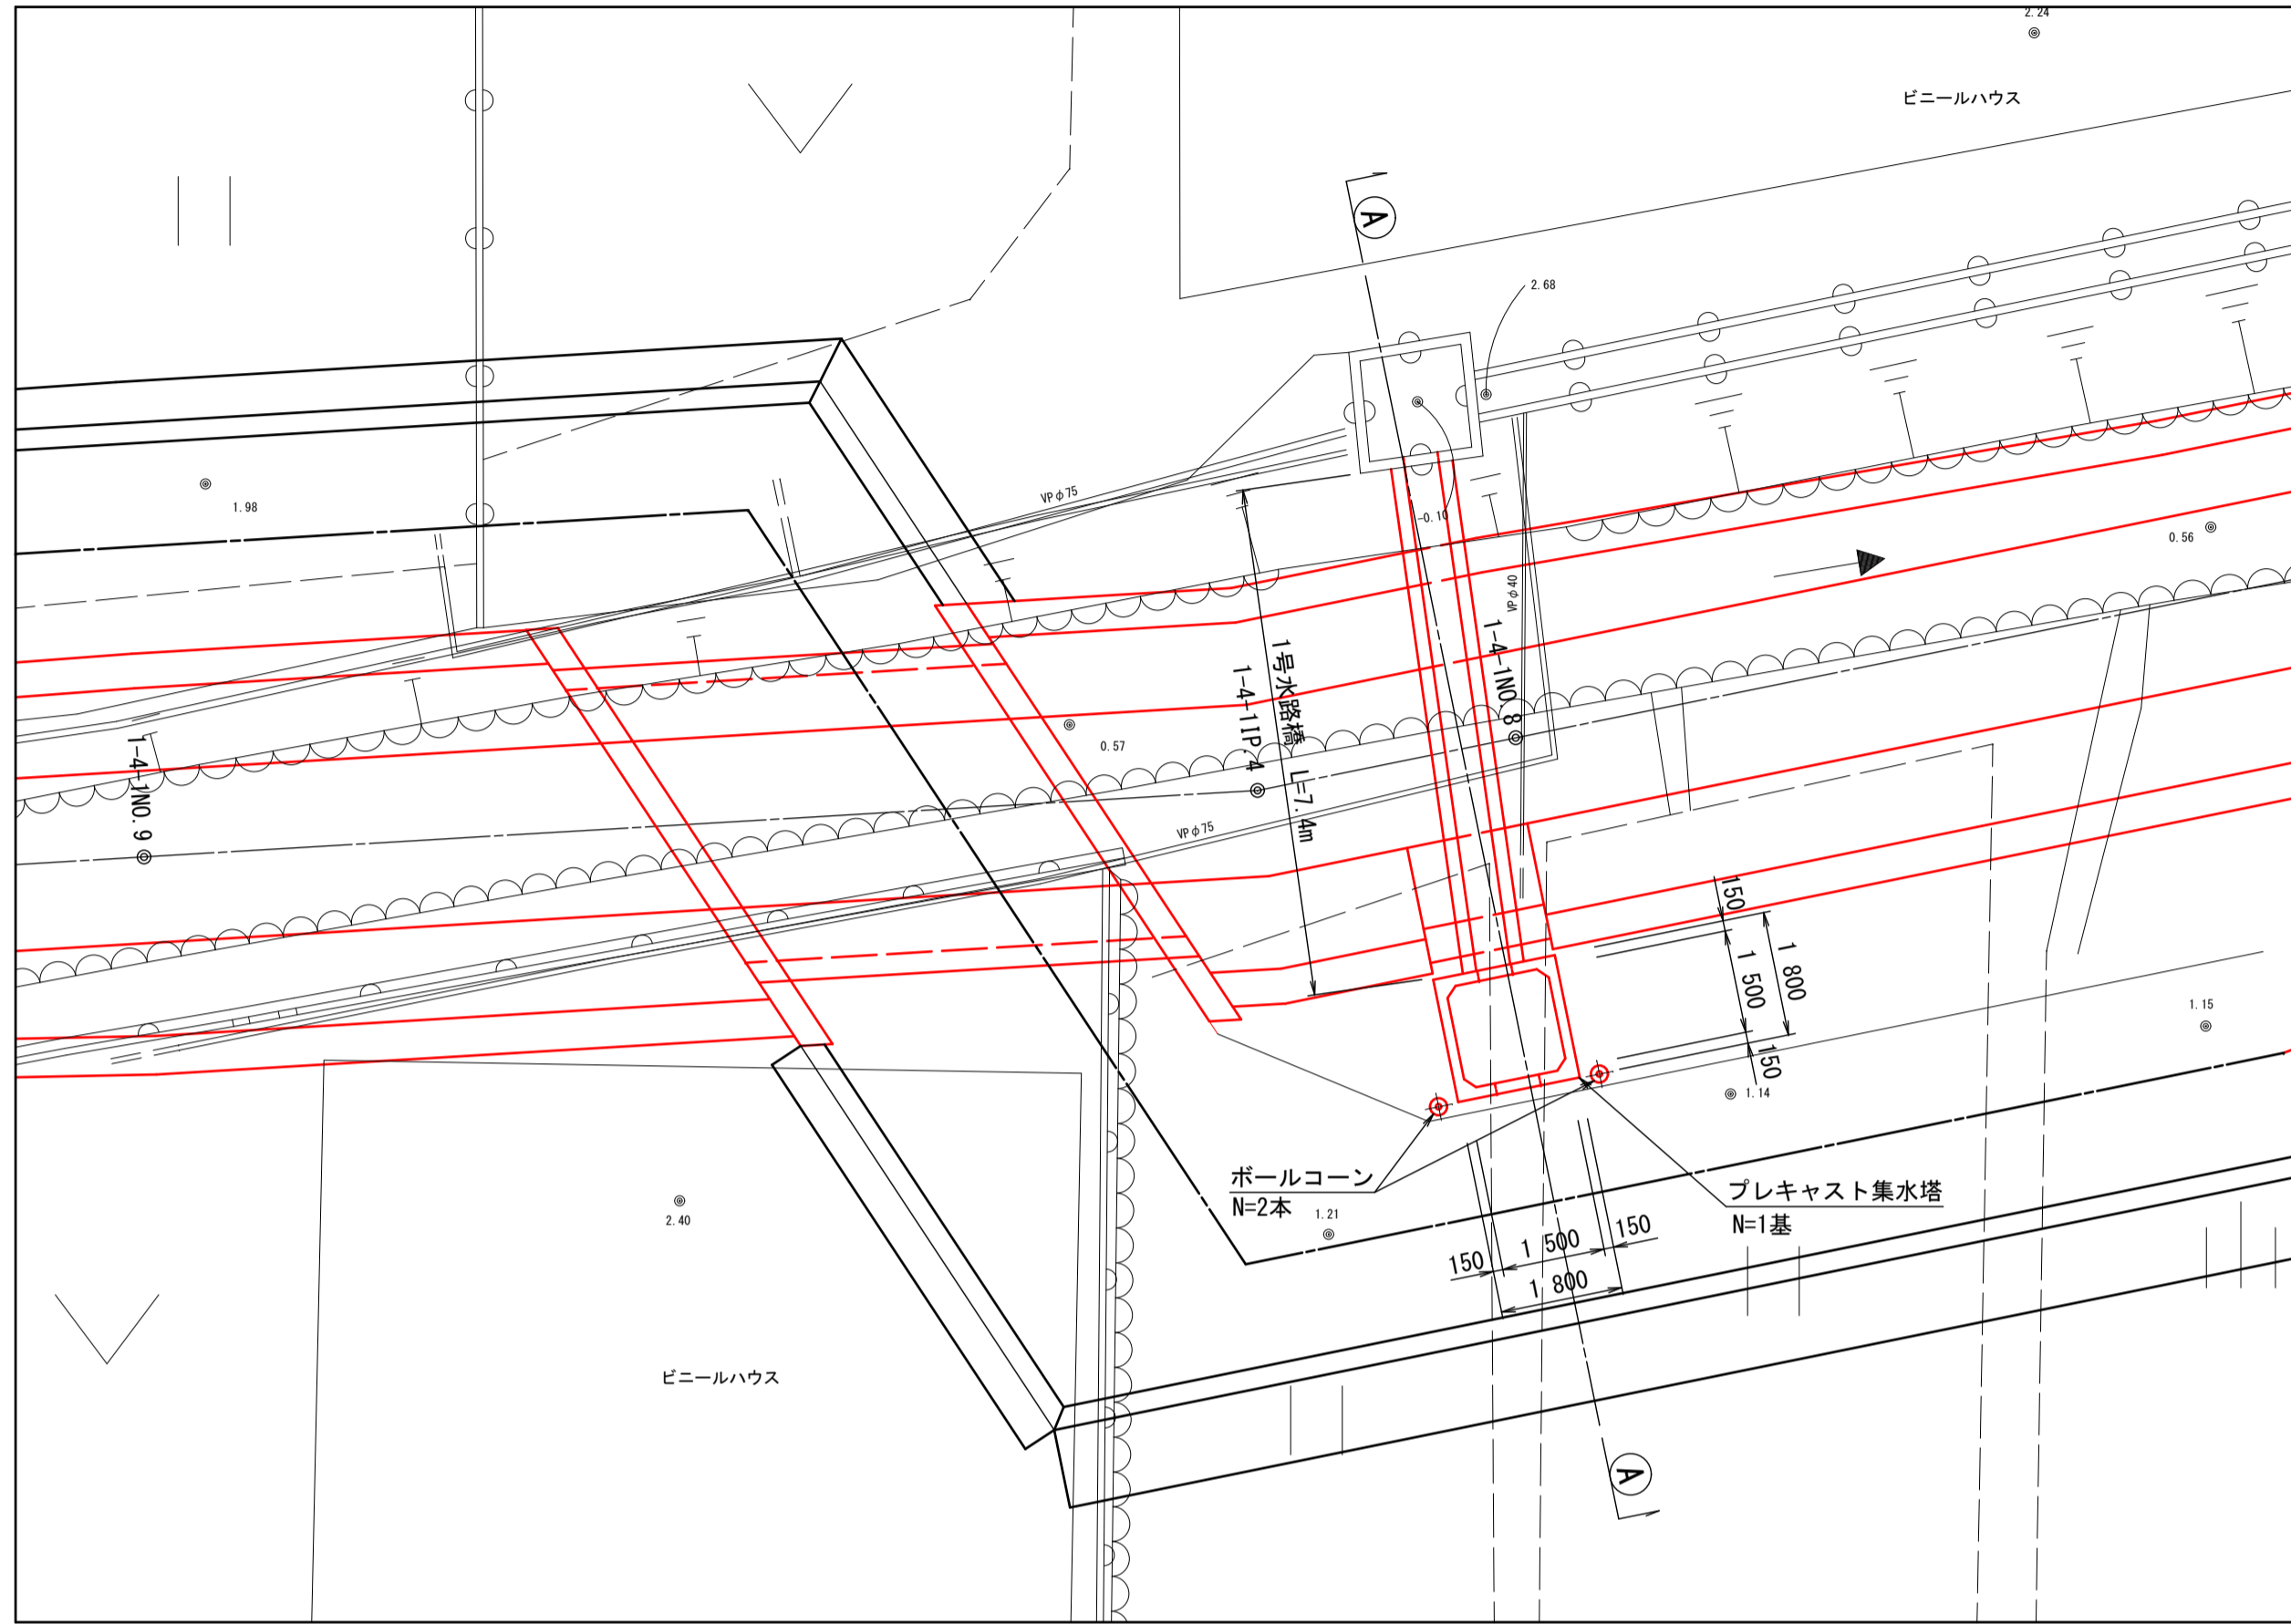 2.24
ビニールハウス
A
2.68
1.98
VPφ75
-0.10
0.56
VPφ40
1-4-1NO.8
1号水路橋 L=7.4m
1-4-1IP.4
0.57
1-4-1NO.9
VPφ75
150
1 500
1 800
150
1.15
1.14
ボールコーン
N=2本
1.21
プレキャスト集水塔
N=1基
2.40
150
1 500
150
1 800
ビニールハウス
A